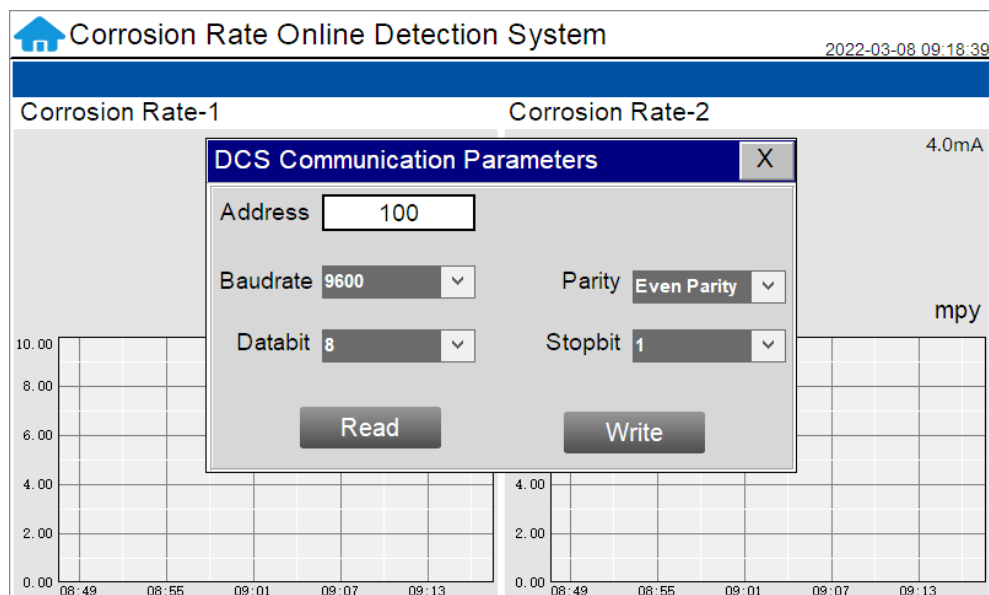 Corrosion Rate Online Detection System
2022-03-08 09:18:39
Corrosion Rate-1
Corrosion Rate-2
4.0mA
DCS Communication Parameters
X
Address 100
Baudrate 9600
Parity Even Parity
Databit 8
Stopbit 1
Read
Write
mpy
10.00
8.00
6.00
4.00
2.00
0.00
08:49 08:55 09:01 09:07 09:13
4.00
2.00
0.00
08:49 08:55 09:01 09:07 09:13